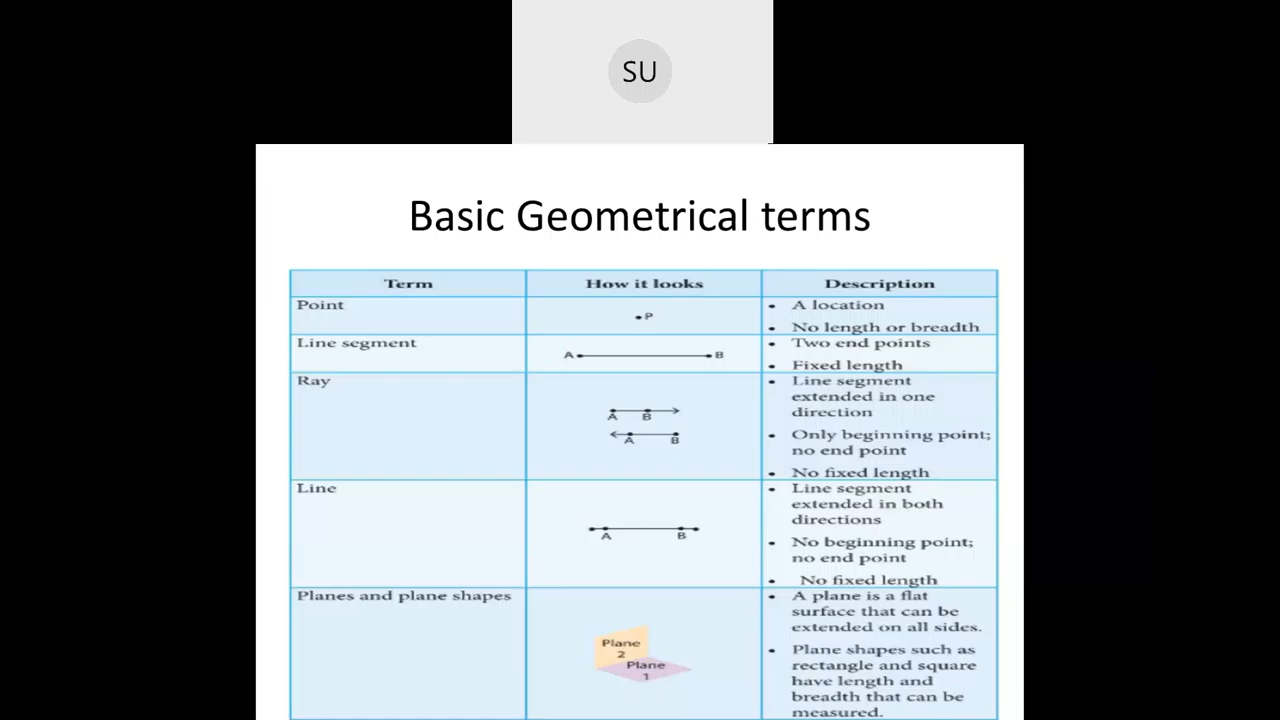 SU
Basic Geometrical terms
Term How it looks Description
Point
P
• A location
• No length or breadth
Line segment
A B
• Two end points
• Fixed length
Ray
A B
A B
• Line segment
extended in one
direction
• Only beginning point;
no end point
• No fixed length
Line
A B
• Line segment
extended in both
directions
• No beginning point;
no end point
• No fixed length
Planes and plane shapes
Plane
2
Plane
1
• A plane is a flat
surface that can be
extended on all sides.
• Plane shapes such as
rectangle and square
have length and
breadth that can be
measured.